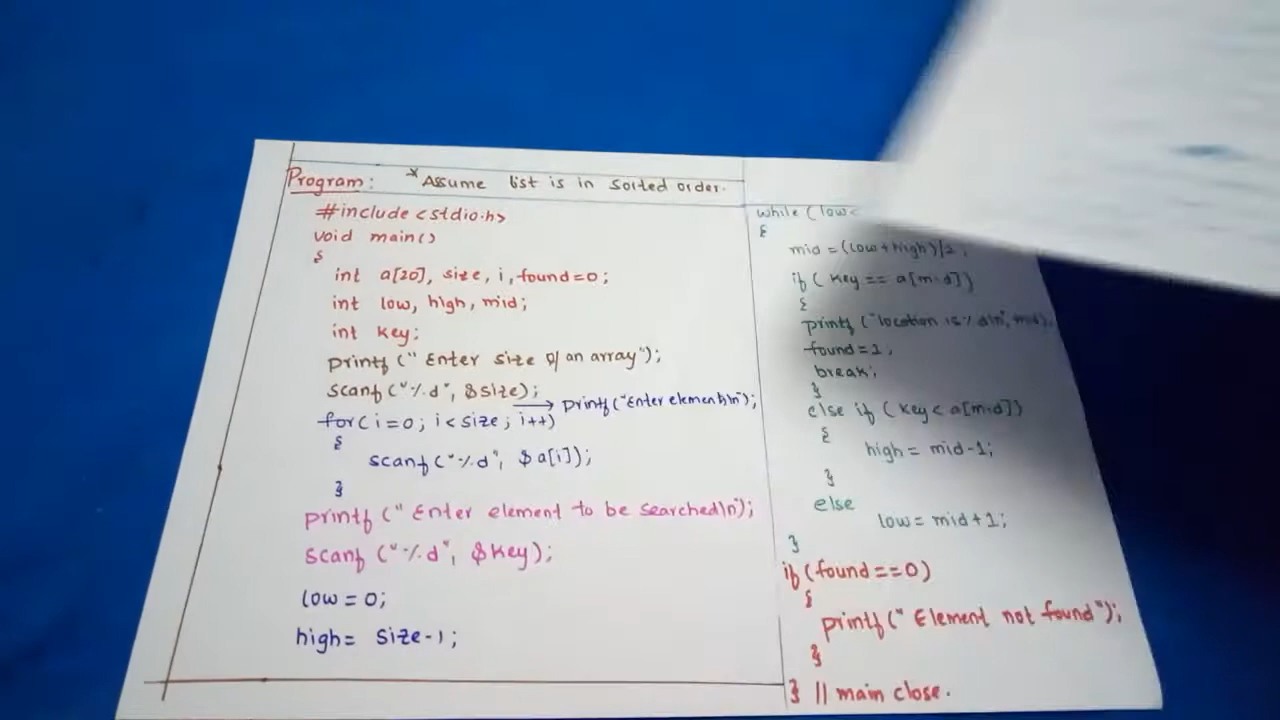 Program: *Assume list is in sorted order.
#include <stdio.h>
void main()
{
int a[20], size, i, found=0;
int low, high, mid;
int key;
printf (" Enter size of an array");
scanf ("%d", &size);
→ printf ("Enter elements\n");
for(i=0; i<size; i++)
{
scanf ("%d", &a[i]);
}
printf (" Enter element to be searched\n");
scanf ("%d", &key);
low = 0;
high = size-1;
while (low<
{
mid =(low+high)/2;
if ( key == a[mid])
{
printf ("location is %d\n", mid);
found=1;
break;
}
else if ( key < a[mid])
{
high = mid-1;
}
else
low= mid+1;
}
if (found==0)
{
printf (" Element not found");
}
} // main close.